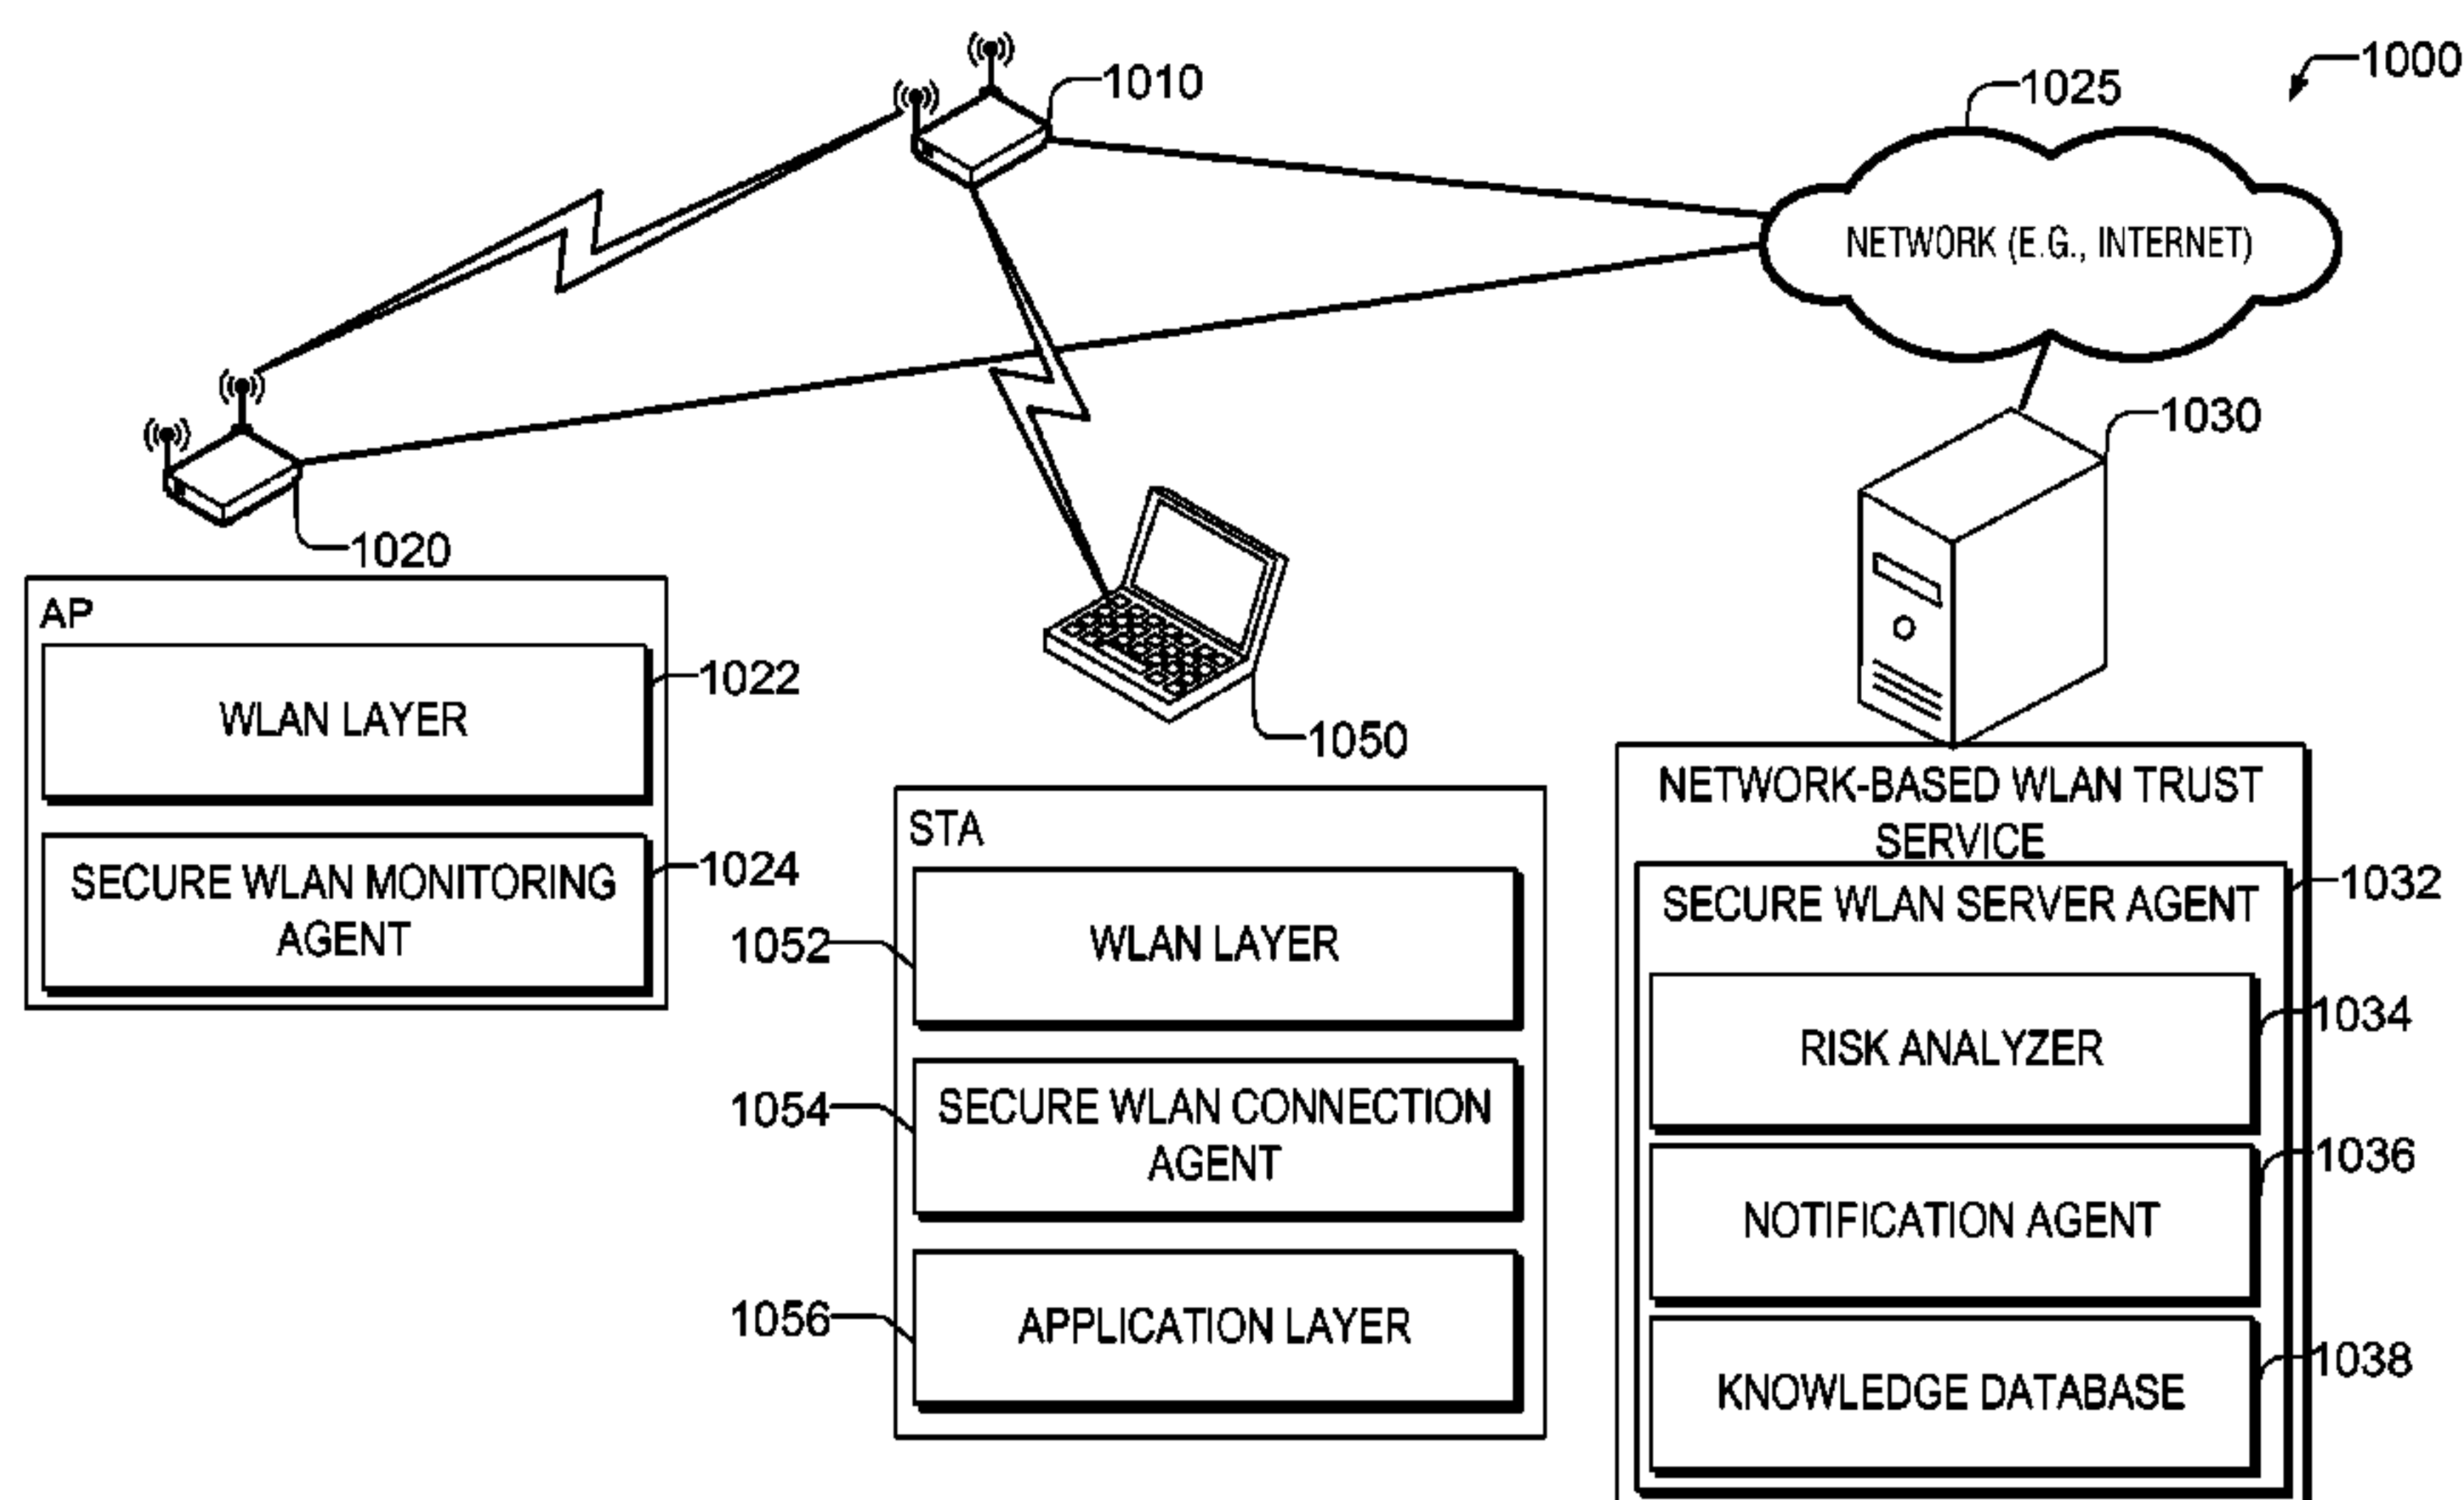 1000
1010
1025
NETWORK (E.G., INTERNET)
1030
1020
AP
WLAN LAYER
1022
SECURE WLAN MONITORING
AGENT
1024
1050
STA
1052
WLAN LAYER
1054
SECURE WLAN CONNECTION
AGENT
1056
APPLICATION LAYER
NETWORK-BASED WLAN TRUST
SERVICE
SECURE WLAN SERVER AGENT
1032
RISK ANALYZER
1034
NOTIFICATION AGENT
1036
KNOWLEDGE DATABASE
1038